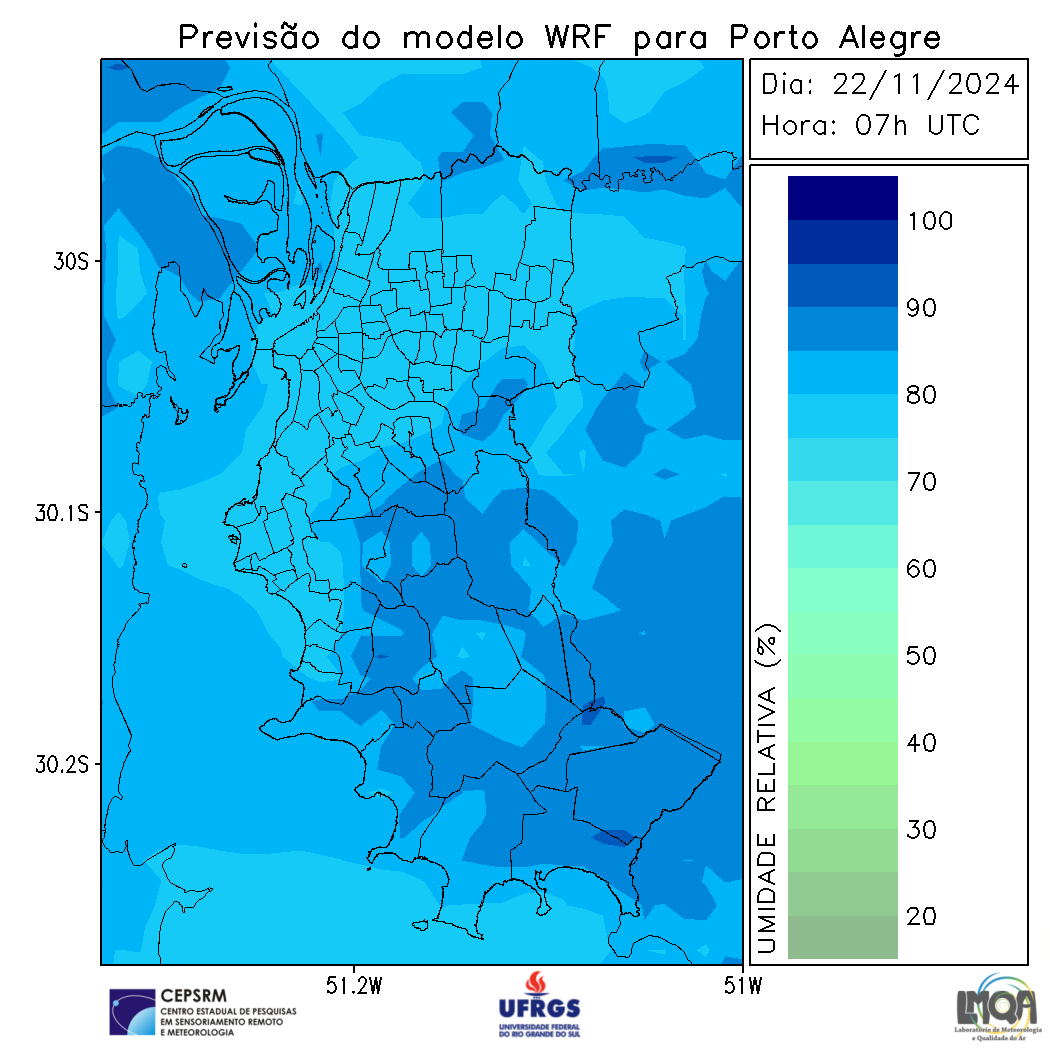 Previsão do modelo WRF para Porto Alegre
Dia: 22/11/2024
Hora: 07h UTC
100
90
80
70
60
50
40
30
20
UMIDADE RELATIVA (%)
30S
30.1S
30.2S
51.2W
51W
CEPSRM
CENTRO ESTADUAL DE PESQUISAS
EM SENSORIAMENTO REMOTO
E METEOROLOGIA
UFRGS
UNIVERSIDADE FEDERAL
DO RIO GRANDE DO SUL
LMQA
Laboratório de Meteorologia
e Qualidade do Ar